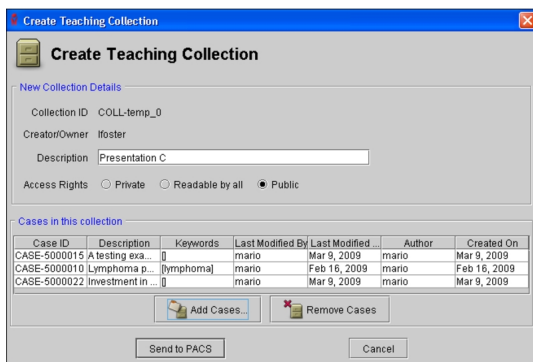 Create Teaching Collection
Create Teaching Collection
New Collection Details
Collection ID COLL-temp_0
Creator/Owner lfoster
Description Presentation C
Access Rights Private Readable by all Public
Cases in this collection
Case ID Description Keywords Last Modified By Last Modified ... Author Created On
CASE-5000015 A testing exa... [] mario Mar 9, 2009 mario Mar 9, 2009
CASE-5000010 Lymphoma p... [lymphoma] mario Feb 16, 2009 mario Feb 16, 2009
CASE-5000022 Investment in ... [] mario Mar 9, 2009 mario Mar 9, 2009
Add Cases... Remove Cases
Send to PACS Cancel